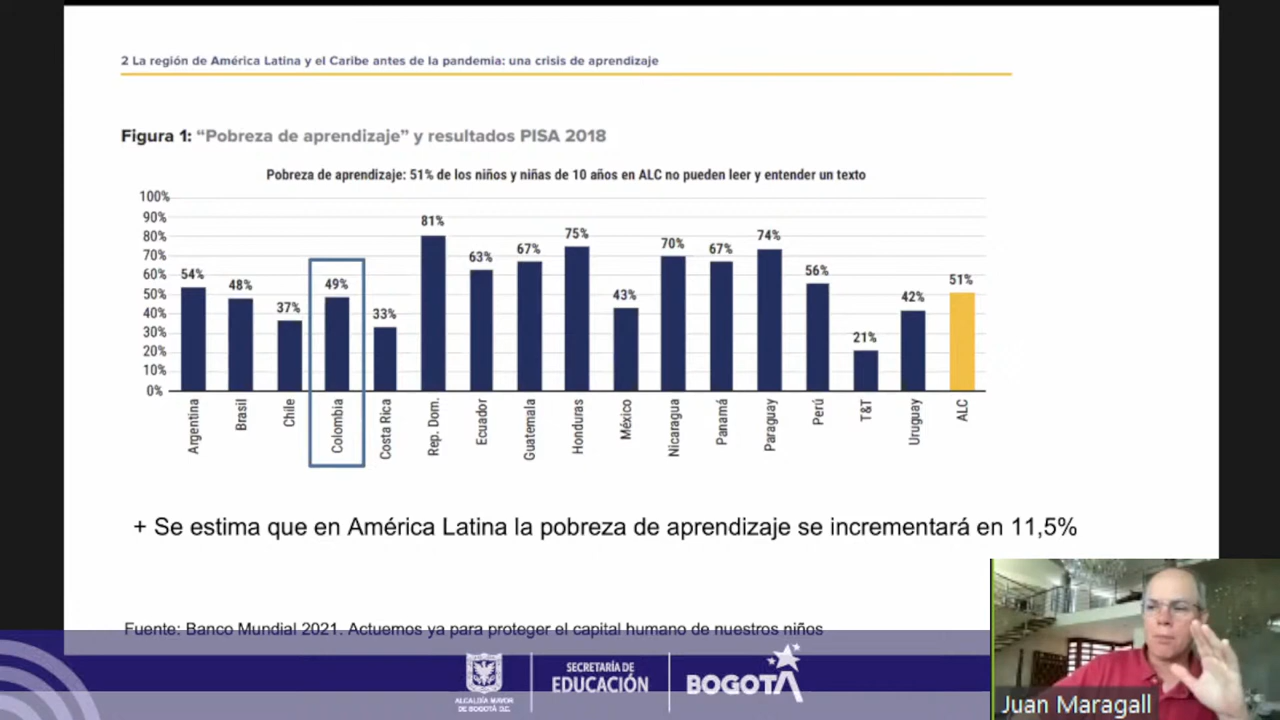 2 La región de América Latina y el Caribe antes de la pandemia: una crisis de aprendizaje
Figura 1: “Pobreza de aprendizaje” y resultados PISA 2018
Pobreza de aprendizaje: 51% de los niños y niñas de 10 años en ALC no pueden leer y entender un texto
100%
90%
80%
70%
60%
50%
40%
30%
20%
10%
0%
54%
48%
37%
49%
33%
81%
63%
67%
75%
43%
70%
67%
74%
56%
21%
42%
51%
Argentina
Brasil
Chile
Colombia
Costa Rica
Rep. Dom.
Ecuador
Guatemala
Honduras
México
Nicaragua
Panamá
Paraguay
Perú
T&T
Uruguay
ALC
+ Se estima que en América Latina la pobreza de aprendizaje se incrementará en 11,5%
Fuente: Banco Mundial 2021. Actuemos ya para proteger el capital humano de nuestros niños
ALCALDÍA MAYOR
DE BOGOTÁ D.C.
SECRETARÍA DE
EDUCACIÓN
BOGOTÁ
Juan Maragall